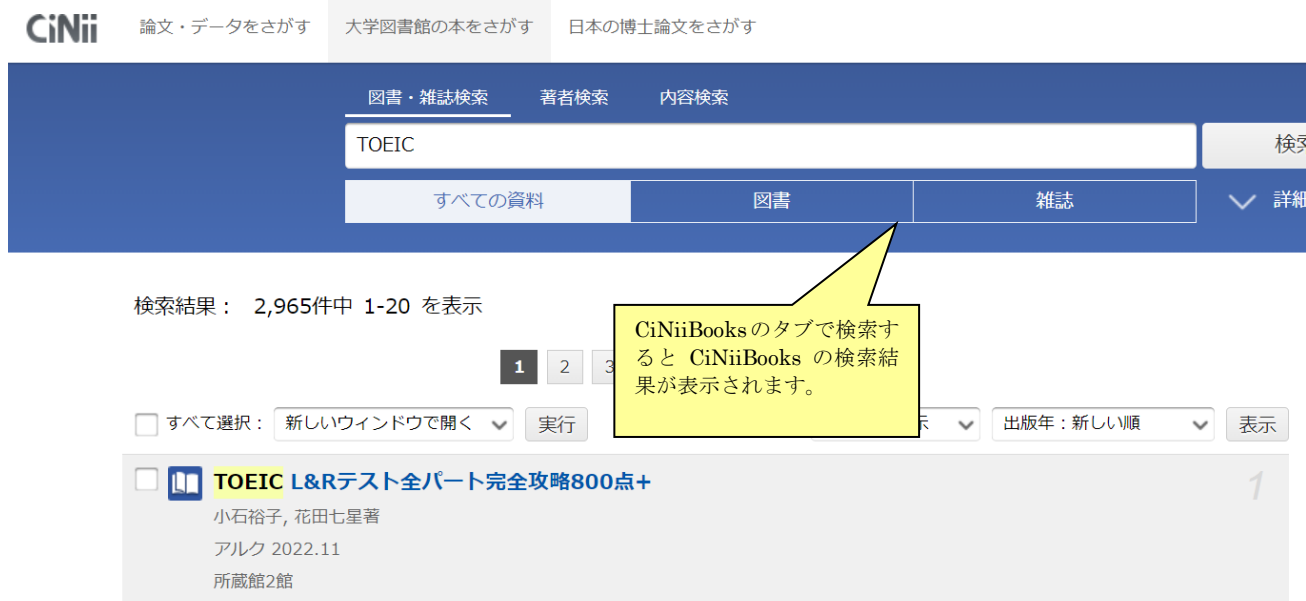 CiNii 論文・データをさがす 大学図書館の本をさがす 日本の博士論文をさがす
図書・雑誌検索 著者検索 内容検索
TOEIC
すべての資料 図書 雑誌
検索結果： 2,965件中 1-20 を表示
CiNiiBooksのタブで検索す
ると CiNiiBooks の検索結
果が表示されます。
1 2 3
すべて選択： 新しいウィンドウで開く 実行 出版年：新しい順 表示
TOEIC L&Rテスト全パート完全攻略800点+ 1
小石裕子, 花田七星著
アルク 2022.11
所蔵館2館